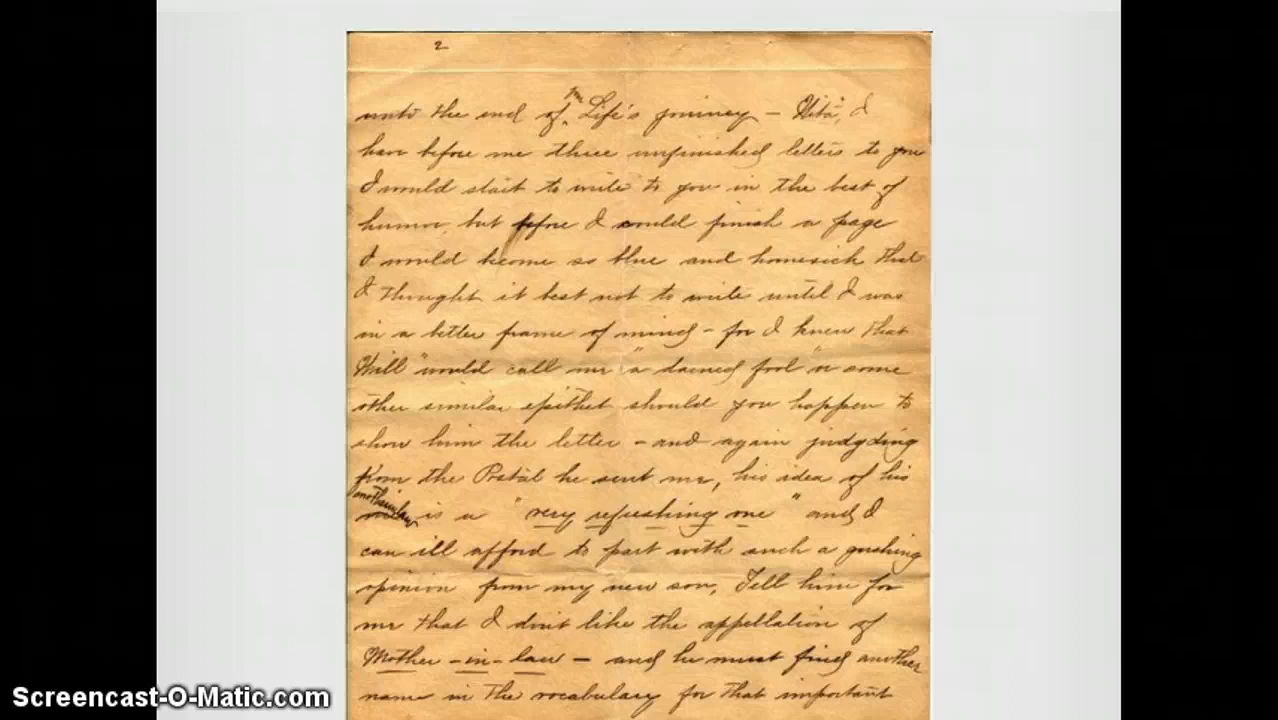 2
unto the end of my Life's journey – "Wita", I
have before me three unfinished letters to you
I would start to write to you in the best of
humor, but before I could finish a page
I would become so blue and homesick that
I thought it best not to write until I was
in a better frame of mind – for I knew that
Will "would call me "a darned fool" or some
other similar epithet should you happen to
show him the letter – and again judgding
from the Postal he sent me, his idea of his
motherinlaw is a "very refreshing one" and I
can ill afford to part with such a gushing
opinion from my new son, Tell him for
me that I don't like the appellation of
Mother-in-law – and he must find another
name in the vocabulary for that important
Screencast-O-Matic.com